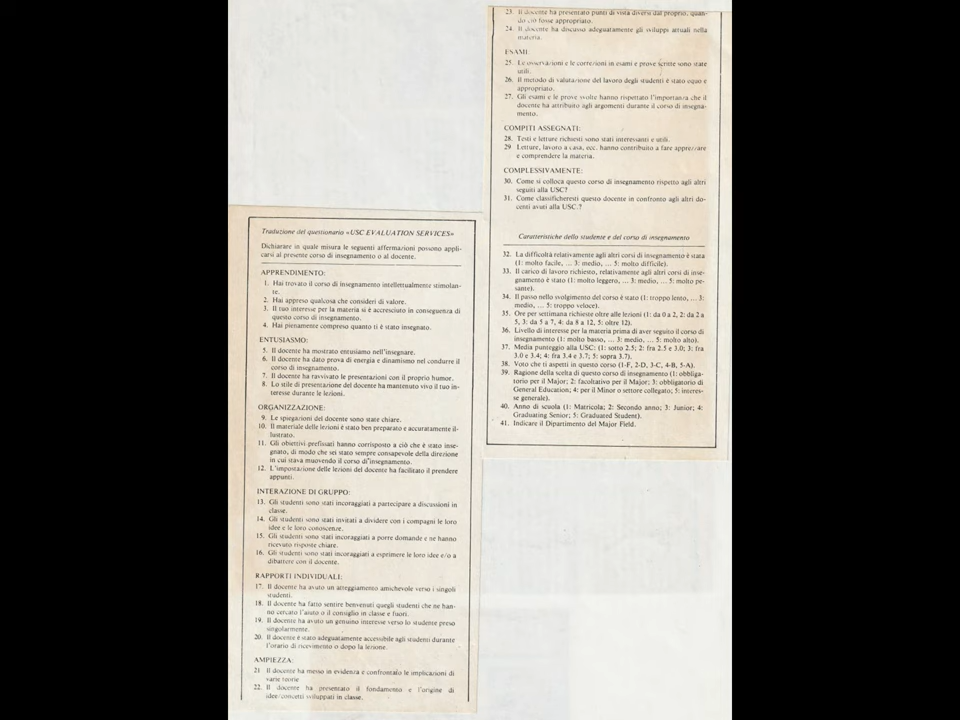 Traduzione del questionario «USC EVALUATION SERVICES»
Dichiarare in quale misura le seguenti affermazioni possono appli-
carsi al presente corso di insegnamento o al docente.
APPRENDIMENTO:
1. Hai trovato il corso di insegnamento intellettualmente stimolan-
te.
2. Hai appreso qualcosa che consideri di valore.
3. Il tuo interesse per la materia si è accresciuto in conseguenza di
questo corso di insegnamento.
4. Hai pienamente compreso quanto ti è stato insegnato.
ENTUSIASMO:
5. Il docente ha mostrato entusiasmo nell'insegnare.
6. Il docente ha dato prova di energia e dinamismo nel condurre il
corso di insegnamento.
7. Il docente ha ravvivato le presentazioni con il proprio humor.
8. Lo stile di presentazione del docente ha mantenuto vivo il tuo in-
teresse durante le lezioni.
ORGANIZZAZIONE:
9. Le spiegazioni del docente sono state chiare.
10. Il materiale delle lezioni è stato ben preparato e accuratamente il-
lustrato.
11. Gli obiettivi prefissati hanno corrisposto a ciò che è stato inse-
gnato, di modo che sei stato sempre consapevole della direzione
in cui stava muovendo il corso d'insegnamento.
12. L'impostazione delle lezioni del docente ha facilitato il prendere
appunti.
INTERAZIONE DI GRUPPO:
13. Gli studenti sono stati incoraggiati a partecipare a discussioni in
classe.
14. Gli studenti sono stati invitati a dividere con i compagni le loro
idee e le loro conoscenze.
15. Gli studenti sono stati incoraggiati a porre domande e ne hanno
ricevuto risposte chiare.
16. Gli studenti sono stati incoraggiati a esprimere le loro idee e/o a
dibattere con il docente.
RAPPORTI INDIVIDUALI:
17. Il docente ha avuto un atteggiamento amichevole verso i singoli
studenti.
18. Il docente ha fatto sentire benvenuti quegli studenti che ne han-
no cercato l'aiuto o il consiglio in classe e fuori.
19. Il docente ha avuto un genuino interesse verso lo studente preso
singolarmente.
20. Il docente è stato adeguatamente accessibile agli studenti durante
l'orario di ricevimento o dopo la lezione.
AMPIEZZA:
21 Il docente ha messo in evidenza e confrontato le implicazioni di
varie teorie
22. Il docente ha presentato il fondamento e l'origine di
idee/concetti sviluppati in classe.
23. Il docente ha presentato punti di vista diversi dal proprio, quan-
do ciò fosse appropriato.
24. Il docente ha discusso adeguatamente gli sviluppi attuali nella
materia.
ESAMI:
25. Le osservazioni e le correzioni in esami e prove scritte sono state
utili.
26. Il metodo di valutazione del lavoro degli studenti è stato equo e
appropriato.
27. Gli esami e le prove svolte hanno rispettato l'importanza che il
docente ha attribuito agli argomenti durante il corso di insegna-
mento.
COMPITI ASSEGNATI:
28. Testi e letture richiesti sono stati interessanti e utili.
29 Letture, lavoro a casa, ecc. hanno contribuito a fare apprezzare
e comprendere la materia.
COMPLESSIVAMENTE:
30. Come si colloca questo corso di insegnamento rispetto agli altri
seguiti alla USC?
31. Come classificheresti questo docente in confronto agli altri do-
centi avuti alla USC.?
Caratteristiche dello studente e del corso di insegnamento
32. La difficoltà relativamente agli altri corsi di insegnamento è stata
(1: molto facile, ... 3: medio, ... 5: molto difficile).
33. Il carico di lavoro richiesto, relativamente agli altri corsi di inse-
gnamento è stato (1: molto leggero, ... 3: medio, ... 5: molto pe-
sante).
34. Il passo nello svolgimento del corso è stato (1: troppo lento, ... 3:
medio, ... 5: troppo veloce).
35. Ore per settimana richieste oltre alle lezioni (1: da 0 a 2, 2: da 2 a
5, 3: da 5 a 7, 4: da 8 a 12, 5: oltre 12).
36. Livello di interesse per la materia prima di aver seguito il corso di
insegnamento (1: molto basso, ... 3: medio, ... 5: molto alto).
37. Media punteggio alla USC: (1: sotto 2.5; 2: fra 2.5 e 3.0; 3: fra
3.0 e 3.4; 4: fra 3.4 e 3.7; 5: sopra 3.7).
38. Voto che ti aspetti in questo corso (1-F, 2-D, 3-C, 4-B, 5-A).
39. Ragione della scelta di questo corso di insegnamento (1: obbliga-
torio per il Major; 2: facoltativo per il Major; 3: obbligatorio di
General Education; 4: per il Minor o settore collegato; 5: interes-
se generale).
40. Anno di scuola (1: Matricola; 2: Secondo anno; 3: Junior; 4:
Graduating Senior; 5: Graduated Student).
41. Indicare il Dipartimento del Major Field.